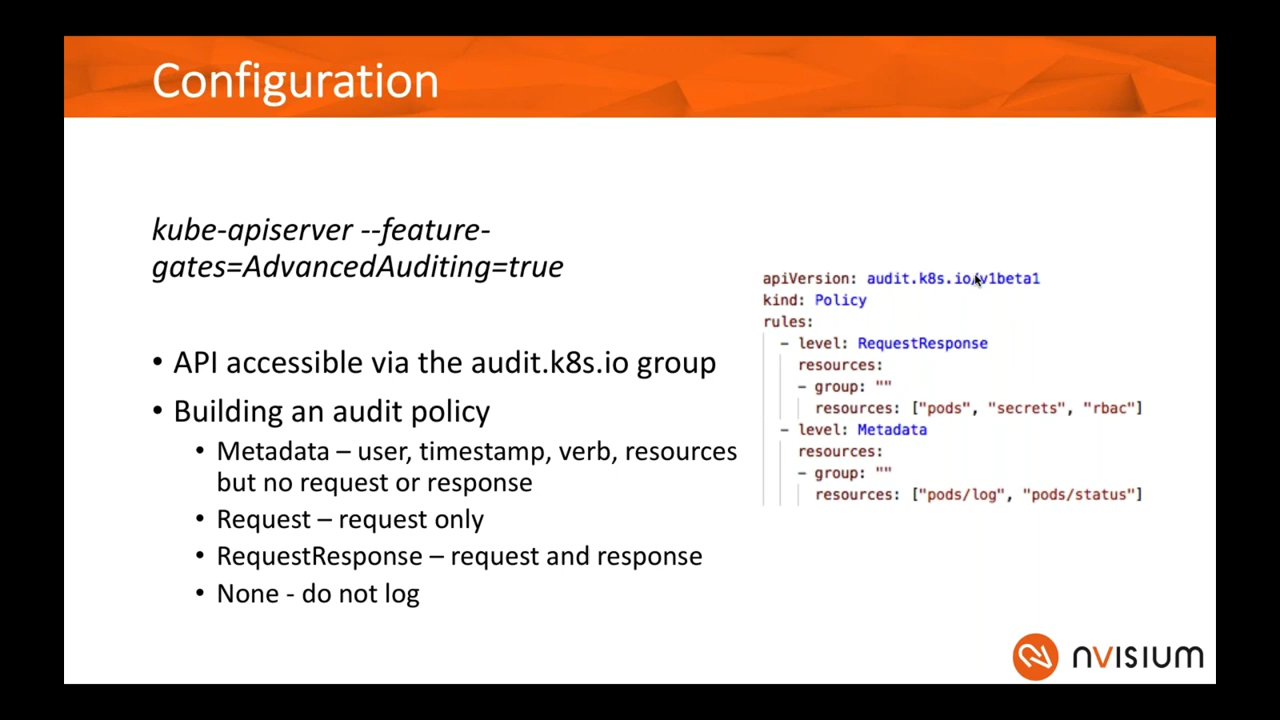 Configuration
kube-apiserver --feature-
gates=AdvancedAuditing=true
• API accessible via the audit.k8s.io group
• Building an audit policy
• Metadata – user, timestamp, verb, resources
but no request or response
• Request – request only
• RequestResponse – request and response
• None - do not log
apiVersion: audit.k8s.io/v1beta1
kind: Policy
rules:
- level: RequestResponse
resources:
- group: ""
resources: ["pods", "secrets", "rbac"]
- level: Metadata
resources:
- group: ""
resources: ["pods/log", "pods/status"]
nVISIUM